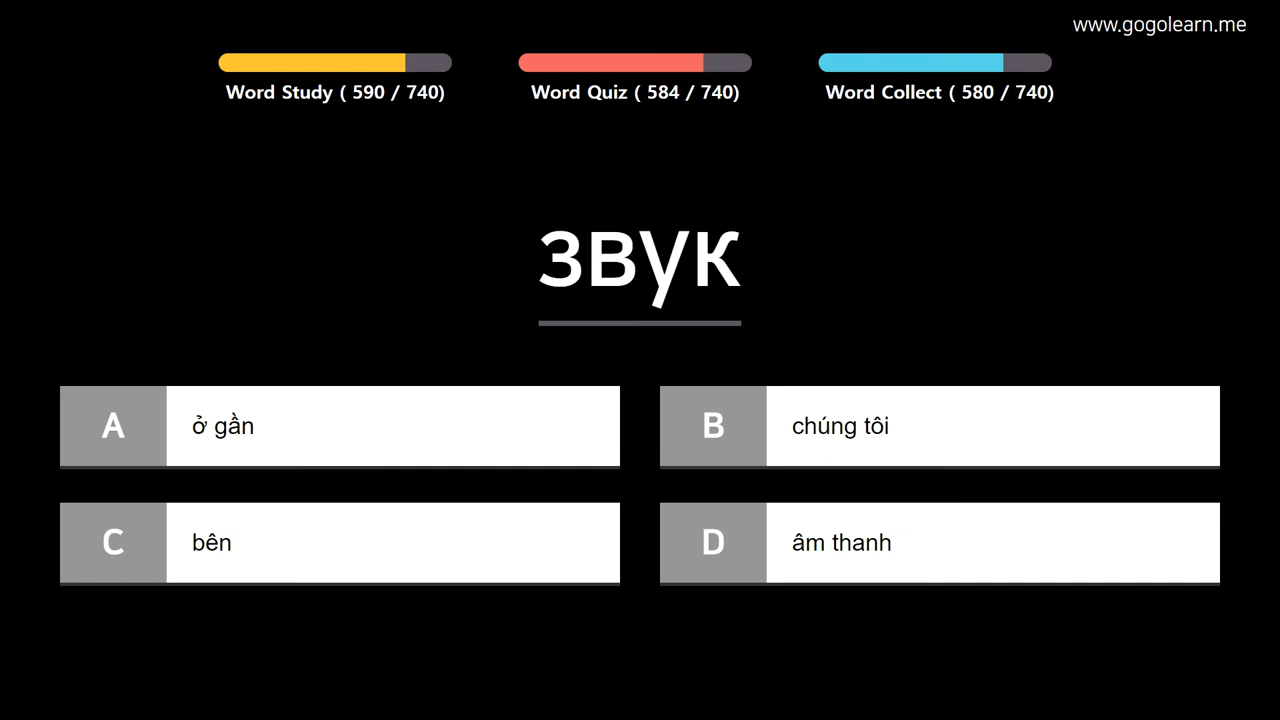 www.gogolearn.me
Word Study ( 590 / 740)
Word Quiz ( 584 / 740)
Word Collect ( 580 / 740)
звук
A ở gần
B chúng tôi
C bên
D âm thanh